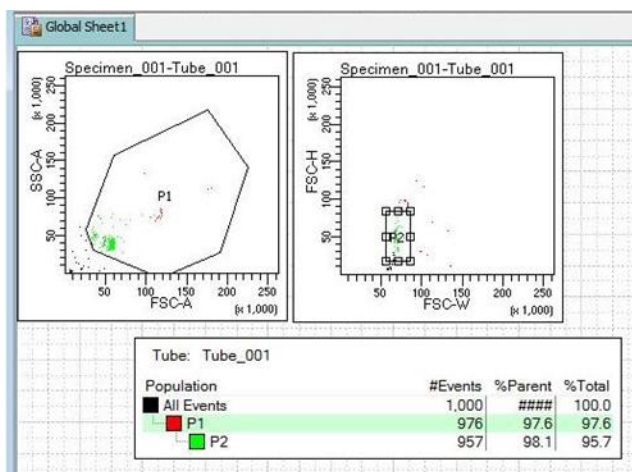 Global Sheet1
Specimen_001-Tube_001
(x 1,000)
SSC-A
250
200
150
100
50
P1
50 100 150 200 250
FSC-A
(x 1,000)
Specimen_001-Tube_001
(x 1,000)
FSC-H
250
200
150
100
50
P2
50 100 150 200 250
FSC-W
(x 1,000)
Tube: Tube_001
Population #Events %Parent %Total
All Events 1,000 #### 100.0
P1 976 97.6 97.6
P2 957 98.1 95.7